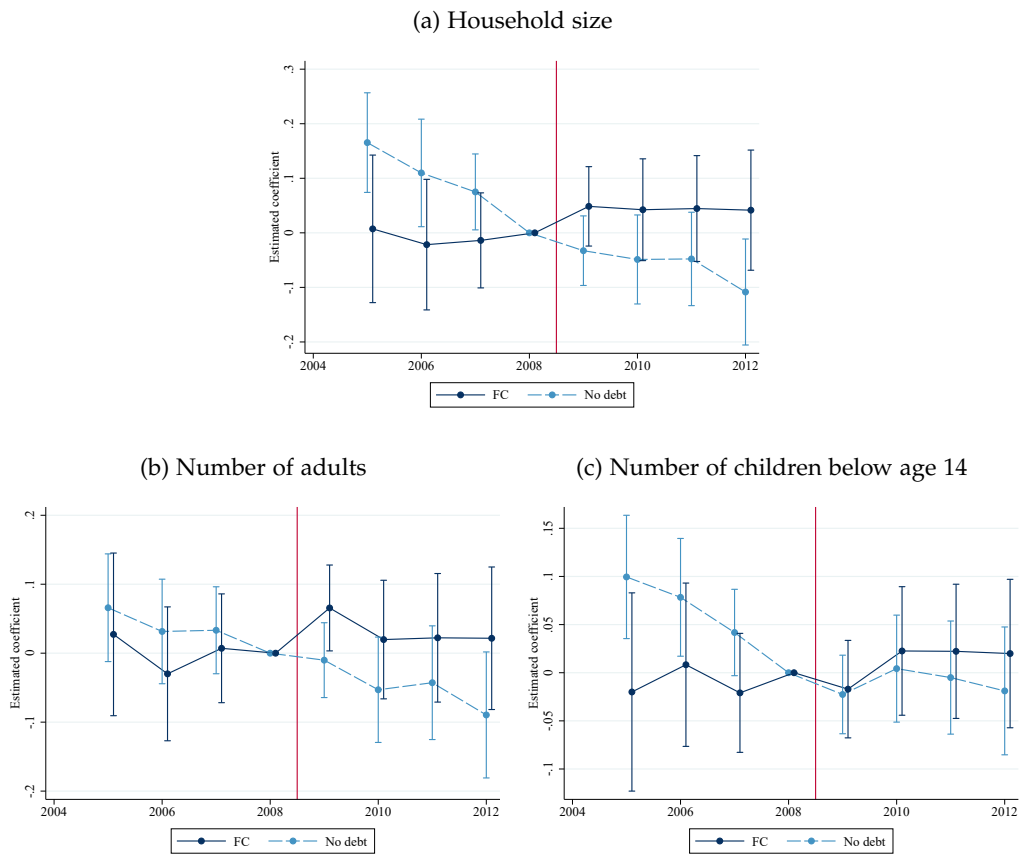 (a) Household size
Estimated coefficient
.3
.2
.1
0
-.1
-.2
2004 2006 2008 2010 2012
FC No debt
(b) Number of adults
Estimated coefficient
.2
.1
0
-.1
-.2
2004 2006 2008 2010 2012
FC No debt
(c) Number of children below age 14
Estimated coefficient
.15
.1
.05
0
-.05
-.1
2004 2006 2008 2010 2012
FC No debt